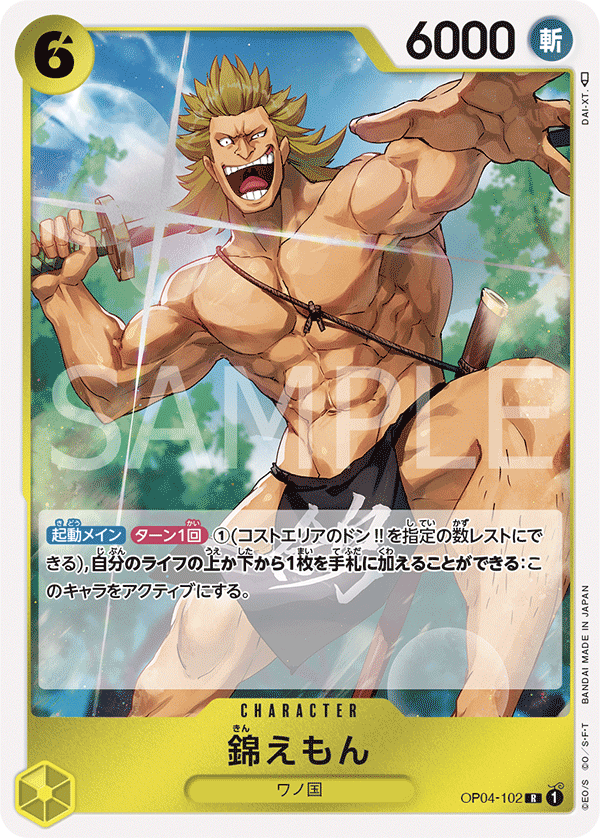 6
6000 斬
DAI-XT.
SAMPLE
起動メイン ターン1回 ①(コストエリアのドン!!を指定の数レストにで
きる),自分のライフの上か下から1枚を手札に加えることができる:こ
のキャラをアクティブにする。
CHARACTER
きん
錦えもん
ワノ国
OP04-102 R 1
©E.O/S ©O/S・F・T BANDAI MADE IN JAPAN